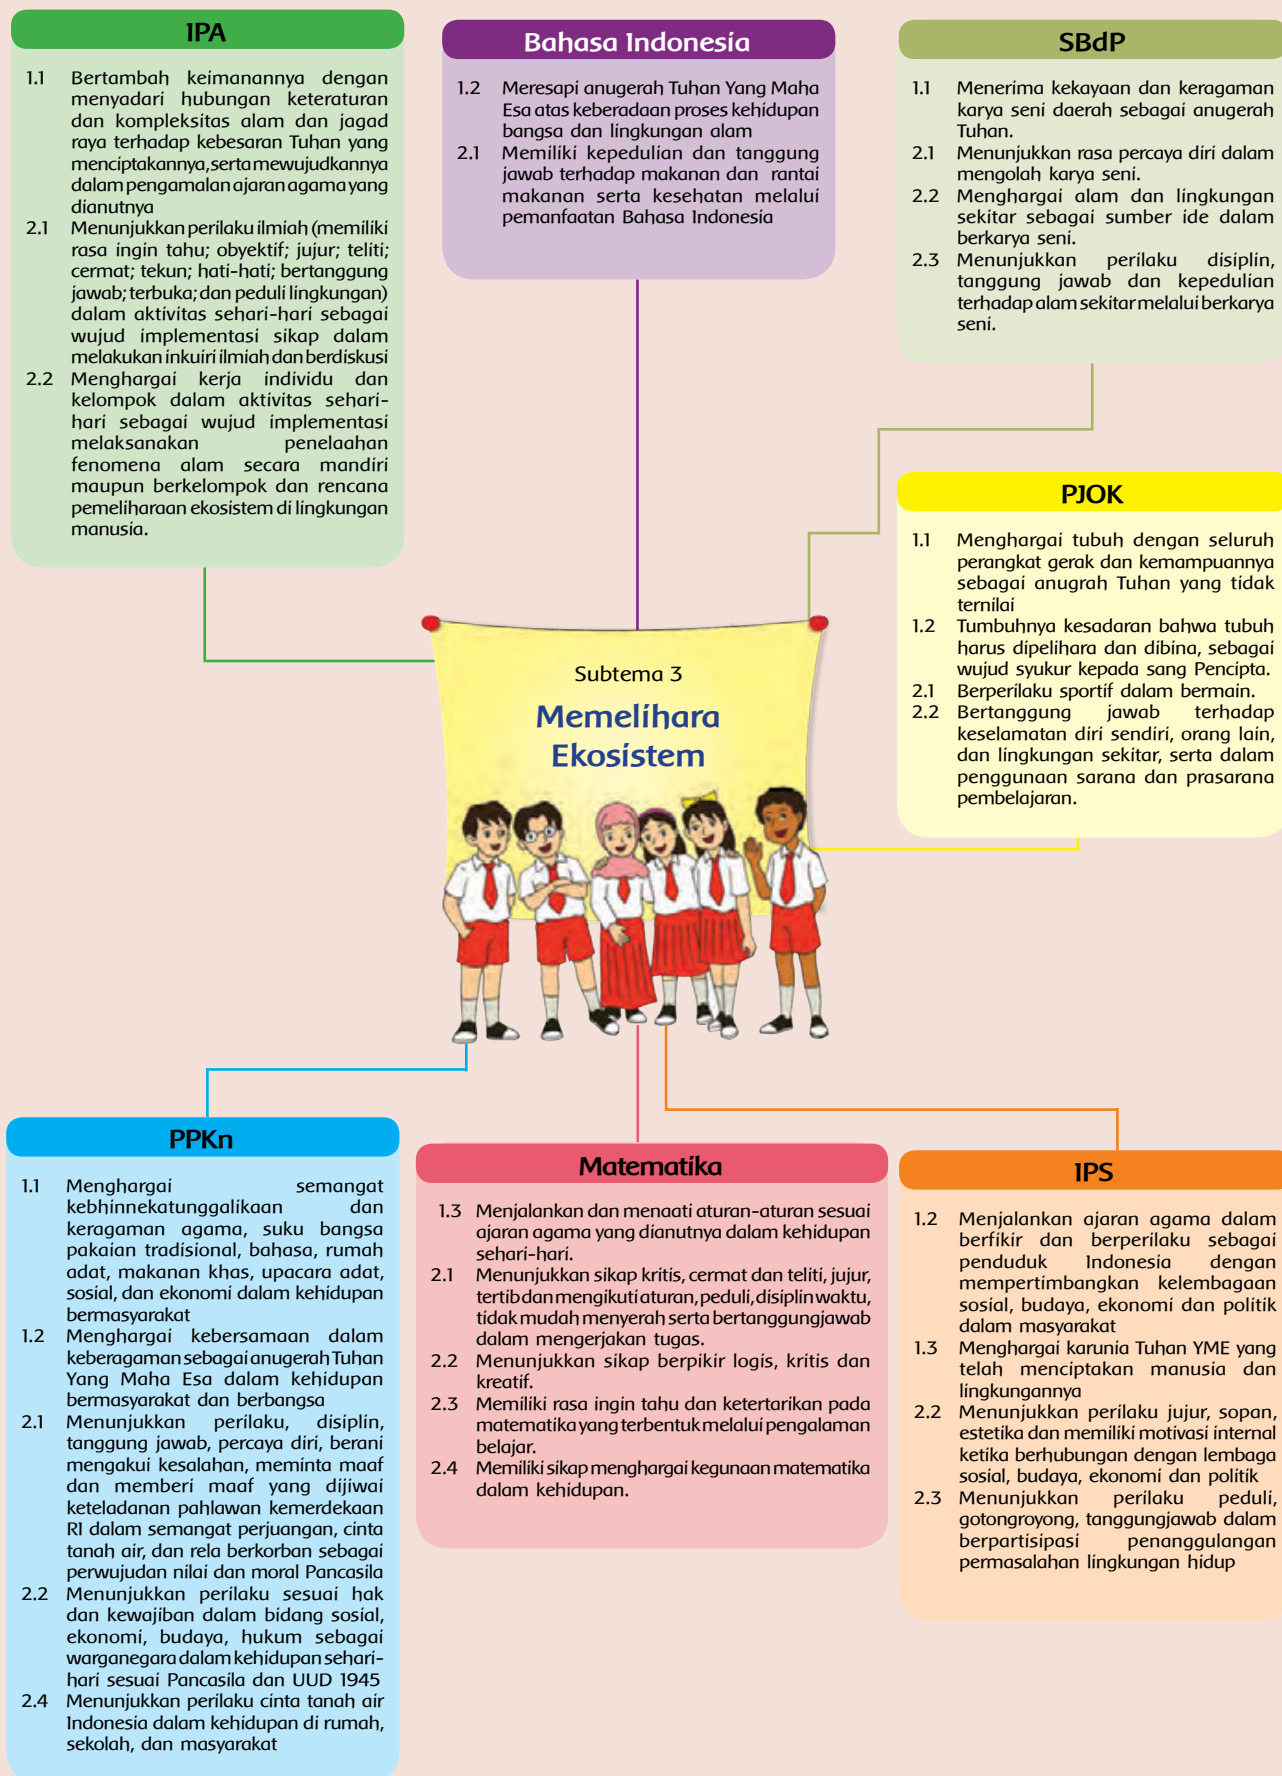 IPA
1.1 Bertambah keimanannya dengan
menyadari hubungan keteraturan
dan kompleksitas alam dan jagad
raya terhadap kebesaran Tuhan yang
menciptakannya,serta mewujudkannya
dalam pengamalan ajaran agama yang
dianutnya
2.1 Menunjukkan perilaku ilmiah (memiliki
rasa ingin tahu; obyektif; jujur; teliti;
cermat; tekun; hati-hati; bertanggung
jawab; terbuka; dan peduli lingkungan)
dalam aktivitas sehari-hari sebagai
wujud implementasi sikap dalam
melakukan inkuiri ilmiah dan berdiskusi
2.2 Menghargai kerja individu dan
kelompok dalam aktivitas sehari-
hari sebagai wujud implementasi
melaksanakan penelaahan
fenomena alam secara mandiri
maupun berkelompok dan rencana
pemeliharaan ekosistem di lingkungan
manusia.
Bahasa Indonesia
1.2 Meresapi anugerah Tuhan Yang Maha
Esa atas keberadaan proses kehidupan
bangsa dan lingkungan alam
2.1 Memiliki kepedulian dan tanggung
jawab terhadap makanan dan rantai
makanan serta kesehatan melalui
pemanfaatan Bahasa Indonesia
SBdP
1.1 Menerima kekayaan dan keragaman
karya seni daerah sebagai anugerah
Tuhan.
2.1 Menunjukkan rasa percaya diri dalam
mengolah karya seni.
2.2 Menghargai alam dan lingkungan
sekitar sebagai sumber ide dalam
berkarya seni.
2.3 Menunjukkan perilaku disiplin,
tanggung jawab dan kepedulian
terhadap alam sekitar melalui berkarya
seni.
PJOK
1.1 Menghargai tubuh dengan seluruh
perangkat gerak dan kemampuannya
sebagai anugrah Tuhan yang tidak
ternilai
1.2 Tumbuhnya kesadaran bahwa tubuh
harus dipelihara dan dibina, sebagai
wujud syukur kepada sang Pencipta.
2.1 Berperilaku sportif dalam bermain.
2.2 Bertanggung jawab terhadap
keselamatan diri sendiri, orang lain,
dan lingkungan sekitar, serta dalam
penggunaan sarana dan prasarana
pembelajaran.
Subtema 3
Memelihara
Ekosistem
PPKn
1.1 Menghargai semangat
kebhinnekatunggalikaan dan
keragaman agama, suku bangsa
pakaian tradisional, bahasa, rumah
adat, makanan khas, upacara adat,
sosial, dan ekonomi dalam kehidupan
bermasyarakat
1.2 Menghargai kebersamaan dalam
keberagaman sebagai anugerah Tuhan
Yang Maha Esa dalam kehidupan
bermasyarakat dan berbangsa
2.1 Menunjukkan perilaku, disiplin,
tanggung jawab, percaya diri, berani
mengakui kesalahan, meminta maaf
dan memberi maaf yang dijiwai
keteladanan pahlawan kemerdekaan
RI dalam semangat perjuangan, cinta
tanah air, dan rela berkorban sebagai
perwujudan nilai dan moral Pancasila
2.2 Menunjukkan perilaku sesuai hak
dan kewajiban dalam bidang sosial,
ekonomi, budaya, hukum sebagai
warganegara dalam kehidupan sehari-
hari sesuai Pancasila dan UUD 1945
2.4 Menunjukkan perilaku cinta tanah air
Indonesia dalam kehidupan di rumah,
sekolah, dan masyarakat
Matematika
1.3 Menjalankan dan menaati aturan-aturan sesuai
ajaran agama yang dianutnya dalam kehidupan
sehari-hari.
2.1 Menunjukkan sikap kritis, cermat dan teliti, jujur,
tertib dan mengikuti aturan, peduli, disiplin waktu,
tidak mudah menyerah serta bertanggungjawab
dalam mengerjakan tugas.
2.2 Menunjukkan sikap berpikir logis, kritis dan
kreatif.
2.3 Memiliki rasa ingin tahu dan ketertarikan pada
matematika yang terbentuk melalui pengalaman
belajar.
2.4 Memiliki sikap menghargai kegunaan matematika
dalam kehidupan.
IPS
1.2 Menjalankan ajaran agama dalam
berfikir dan berperilaku sebagai
penduduk Indonesia dengan
mempertimbangkan kelembagaan
sosial, budaya, ekonomi dan politik
dalam masyarakat
1.3 Menghargai karunia Tuhan YME yang
telah menciptakan manusia dan
lingkungannya
2.2 Menunjukkan perilaku jujur, sopan,
estetika dan memiliki motivasi internal
ketika berhubungan dengan lembaga
sosial, budaya, ekonomi dan politik
2.3 Menunjukkan perilaku peduli,
gotongroyong, tanggungjawab dalam
berpartisipasi penanggulangan
permasalahan lingkungan hidup